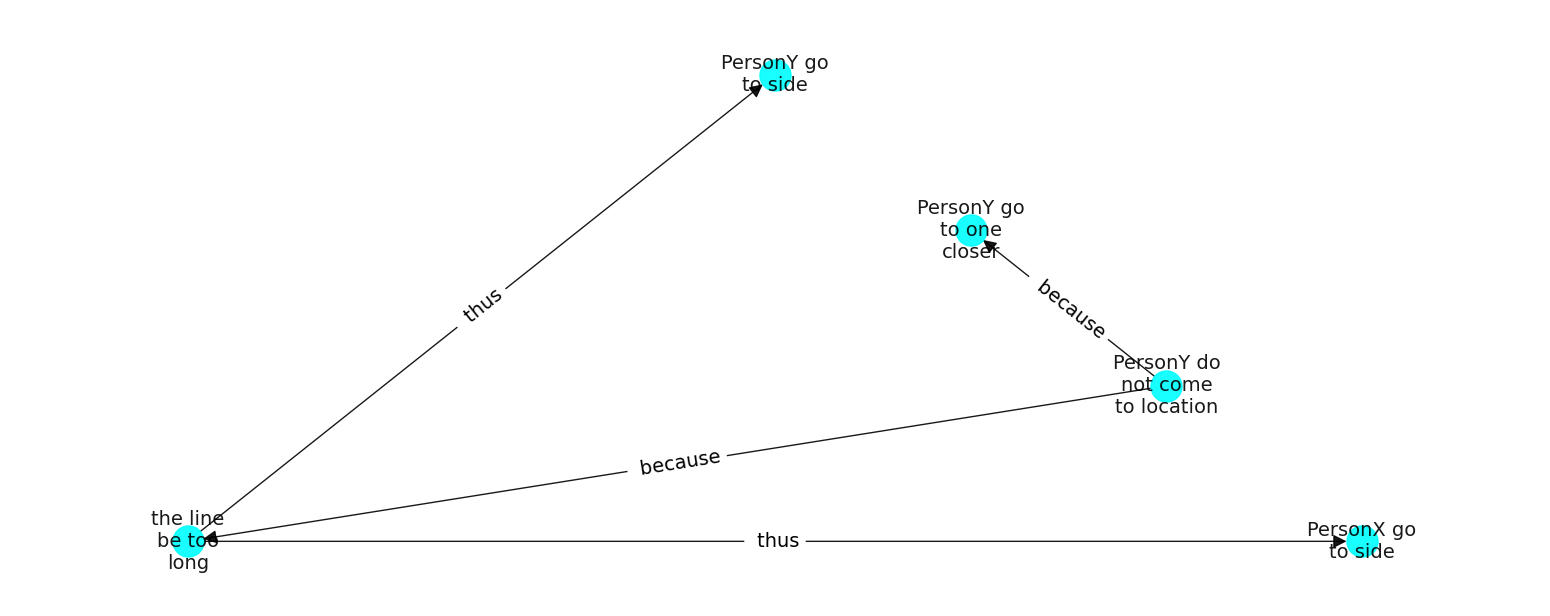 PersonY go
to side
PersonY go
to one
closer
thus
because
PersonY do
not come
to location
because
the line
be too
long
thus
PersonX go
to side